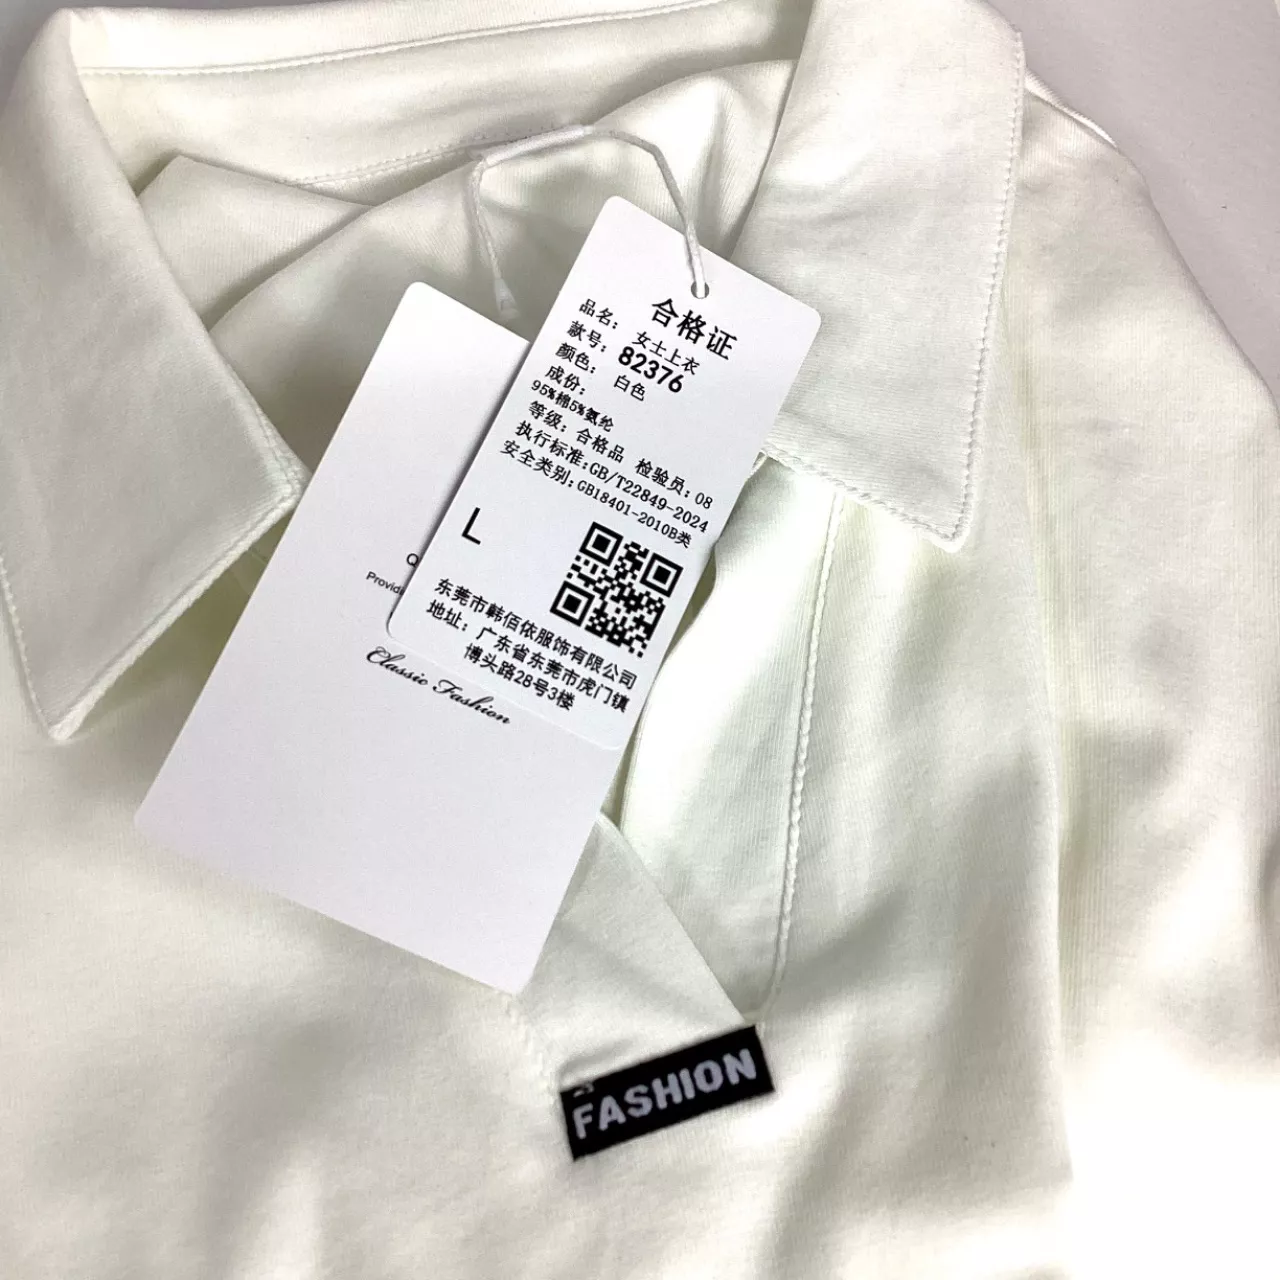 合格证
品名： 女士上衣
款号： 82376
颜色： 白色
成份：
95%棉5%氨纶
等级： 合格品 检验员：08
执行标准：GB/T22849-2024
安全类别：GB18401-2010B类
L
东莞市韩佰依服饰有限公司
地址： 广东省东莞市虎门镇
博头路28号3楼
Classic Fashion
FASHION